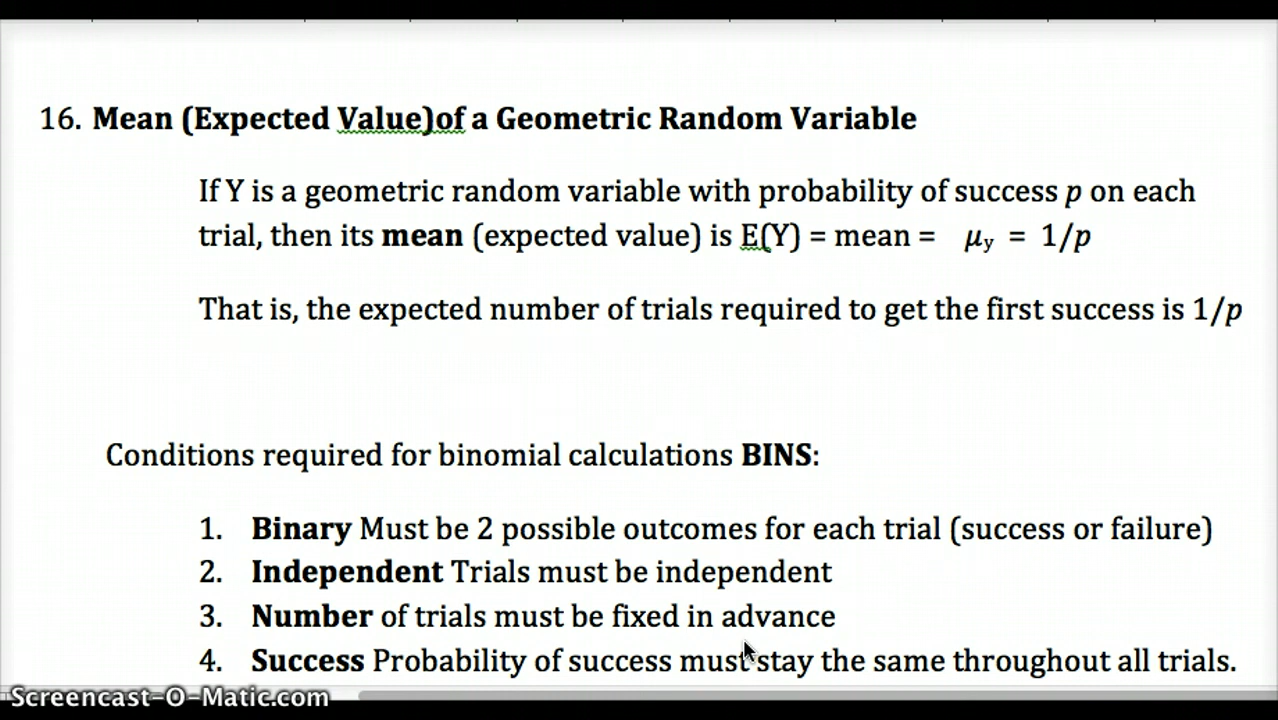 16. Mean (Expected Value)of a Geometric Random Variable
If Y is a geometric random variable with probability of success p on each
trial, then its mean (expected value) is E(Y) = mean = μy = 1/p
That is, the expected number of trials required to get the first success is 1/p
Conditions required for binomial calculations BINS:
1. Binary Must be 2 possible outcomes for each trial (success or failure)
2. Independent Trials must be independent
3. Number of trials must be fixed in advance
4. Success Probability of success must stay the same throughout all trials.
Screencast-O-Matic.com